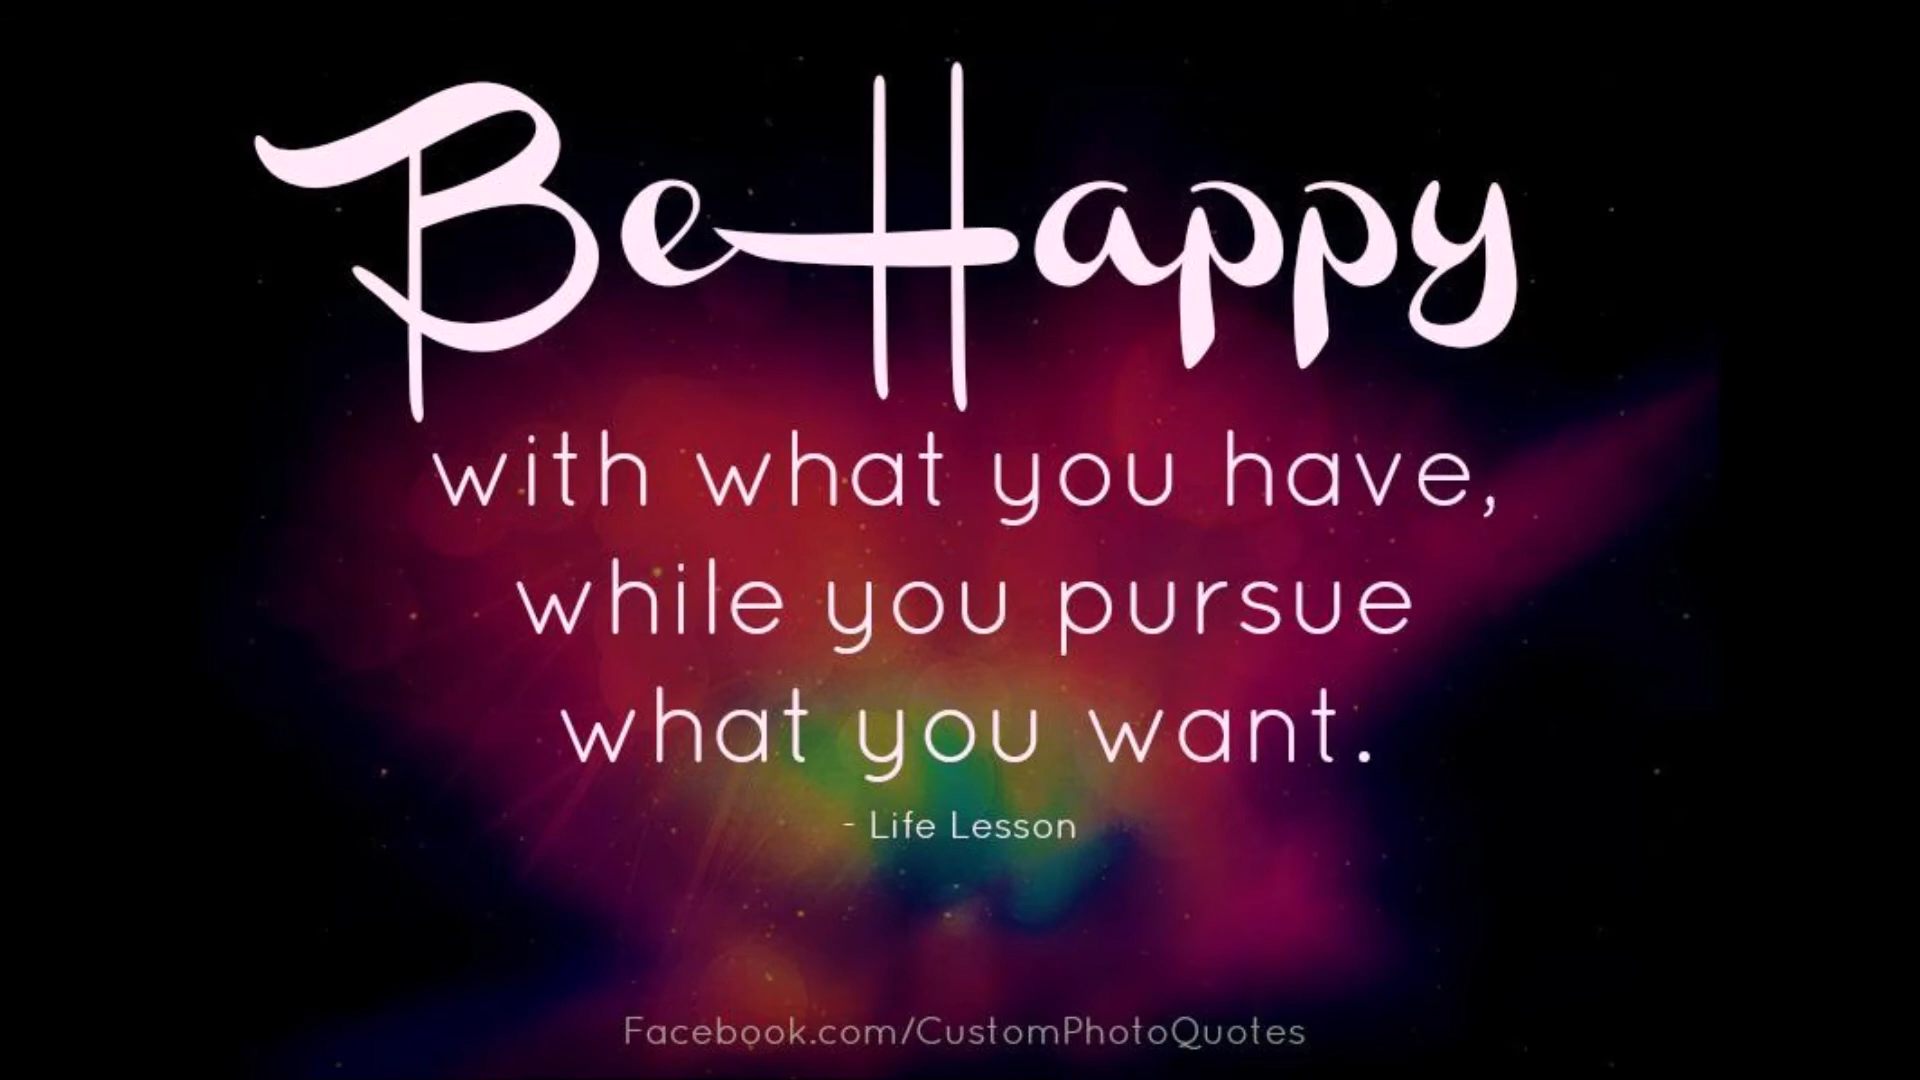 Be Happy
with what you have,
while you pursue
what you want.
- Life Lesson
Facebook.com/CustomPhotoQuotes